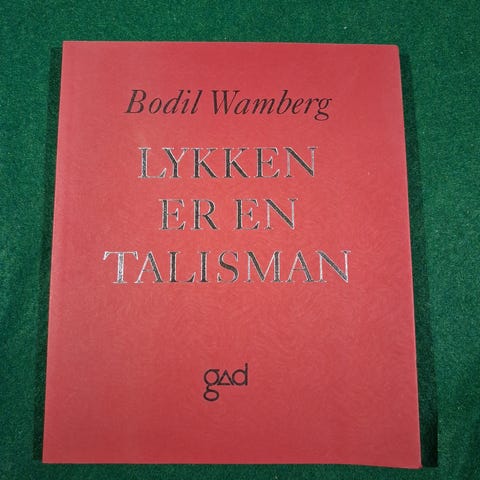 Bodil Wamberg
LYKKEN
ER EN
TALISMAN
gad